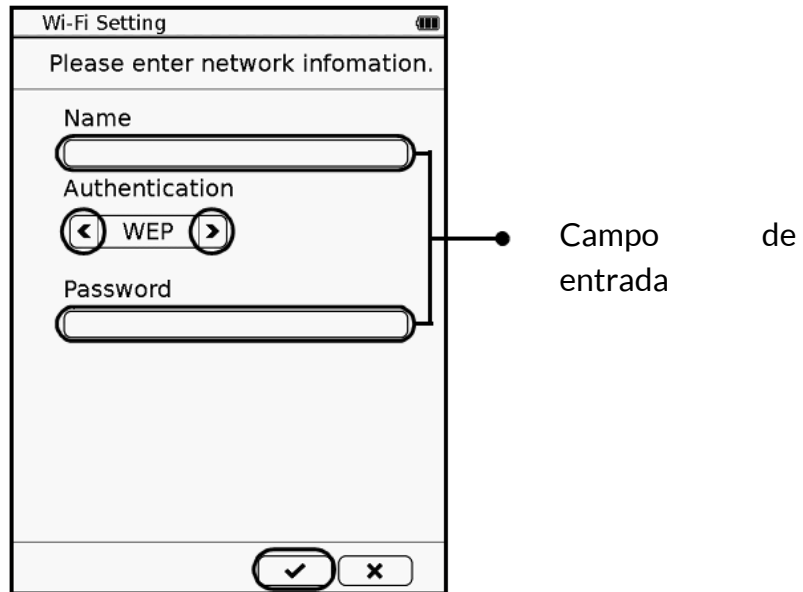 Wi-Fi Setting
Please enter network infomation.
Name
Authentication
WEP
Password
Campo de
entrada